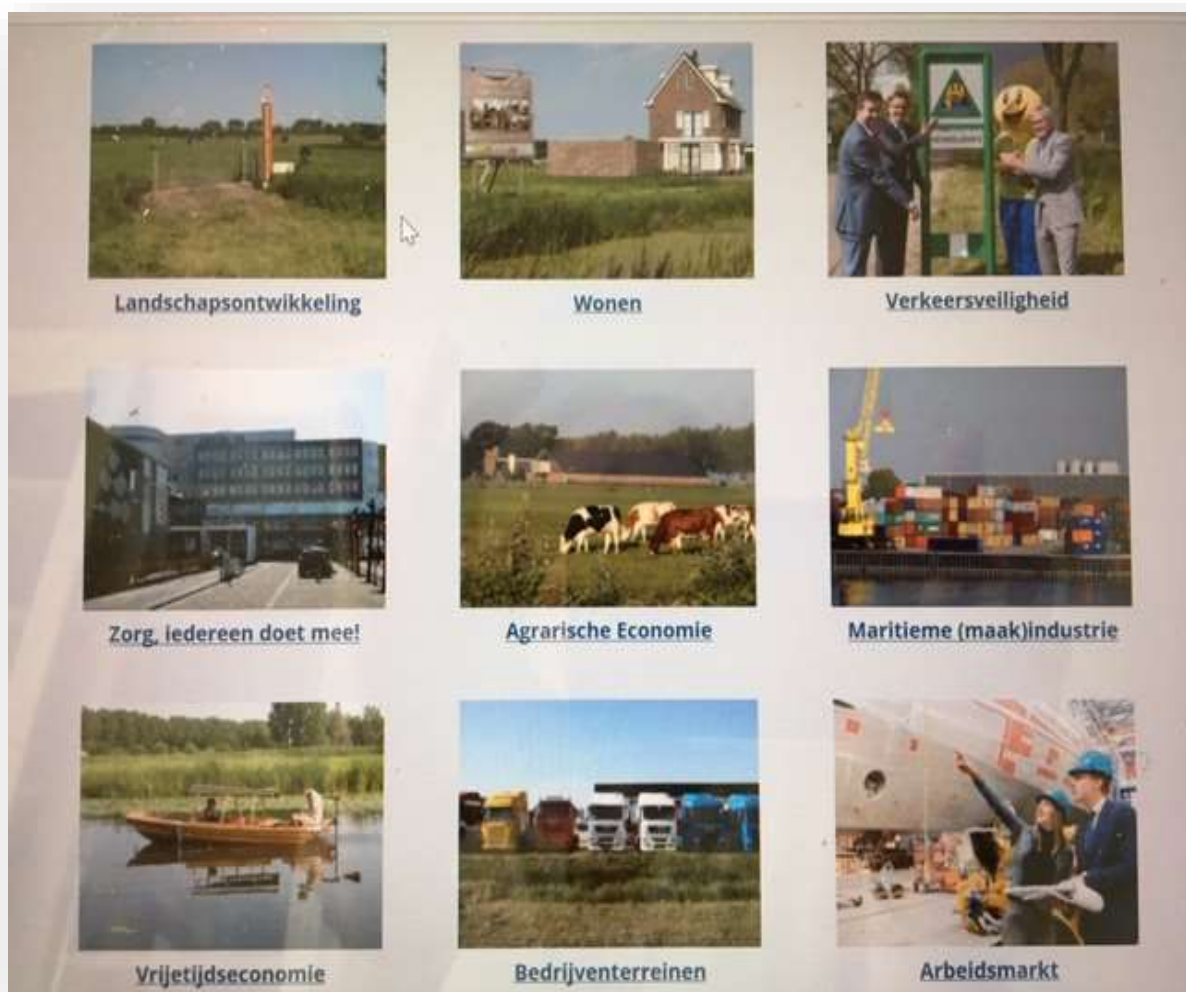 Landschapsontwikkeling
Wonen
Verkeersveiligheid
Zorg, iedereen doet mee!
Agrarische Economie
Maritieme (maak)industrie
Vrijetijdseconomie
Bedrijventerreinen
Arbeidsmarkt